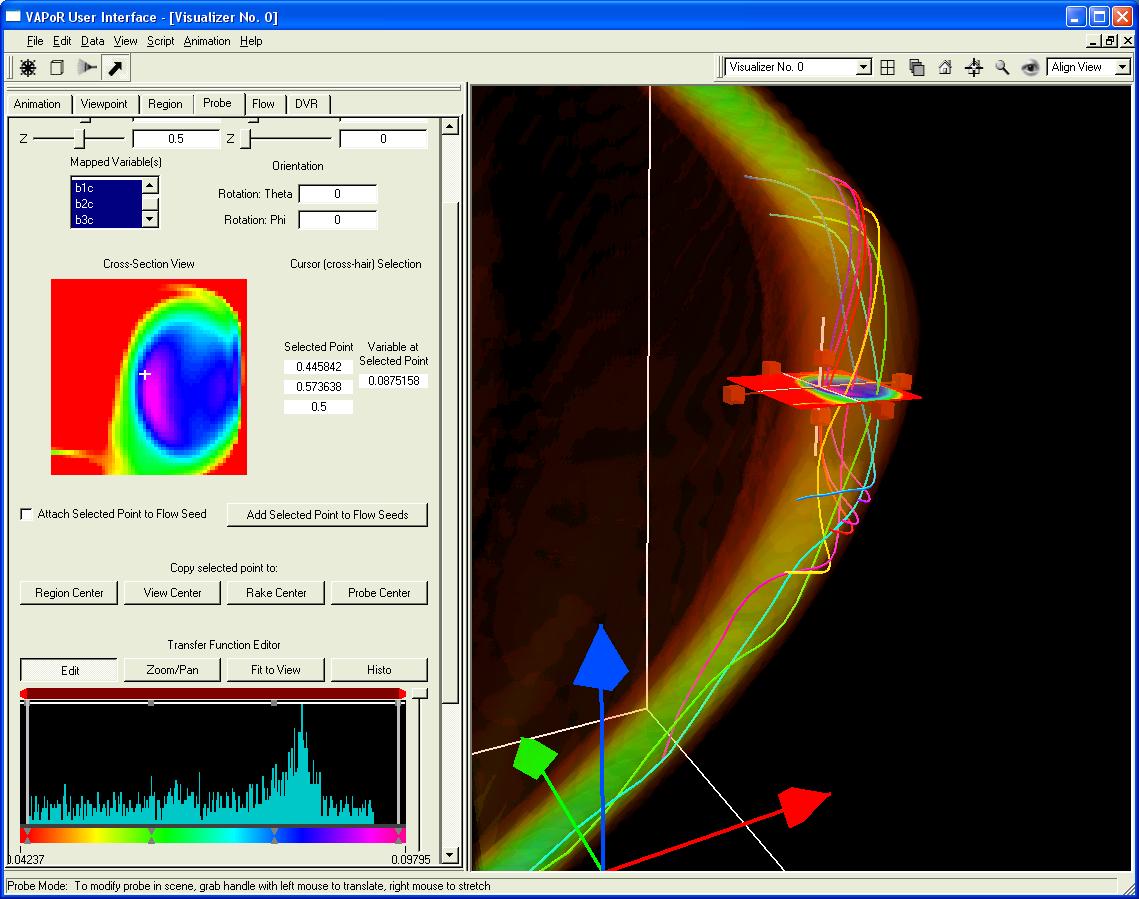 VAPoR User Interface - [Visualizer No. 0]
File Edit Data View Script Animation Help
Visualizer No. 0 Align View
Animation Viewpoint Region Probe Flow DVR
Z 0.5 Z 0
Mapped Variable(s)
Orientation
b1c
b2c
b3c
Rotation: Theta 0
Rotation: Phi 0
Cross-Section View Cursor (cross-hair) Selection
Selected Point
Variable at Selected Point
0.445842
0.573638
0.5
0.0875158
Attach Selected Point to Flow Seed Add Selected Point to Flow Seeds
Copy selected point to:
Region Center View Center Rake Center Probe Center
Transfer Function Editor
Edit Zoom/Pan Fit to View Histo
0.04237 0.09795
Probe Mode: To modify probe in scene, grab handle with left mouse to translate, right mouse to stretch